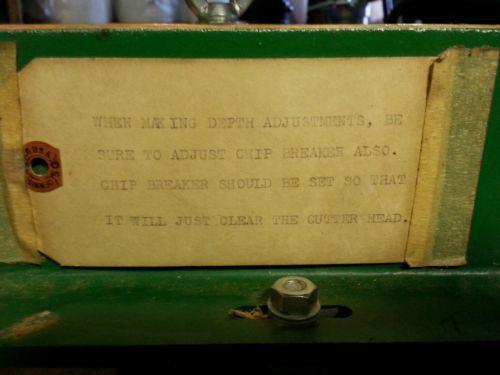 WHEN MAKING DEPTH ADJUSTMENTS, BE
SURE TO ADJUST CHIP BREAKER ALSO.
CHIP BREAKER SHOULD BE SET SO THAT
IT WILL JUST CLEAR THE CUTTER HEAD.